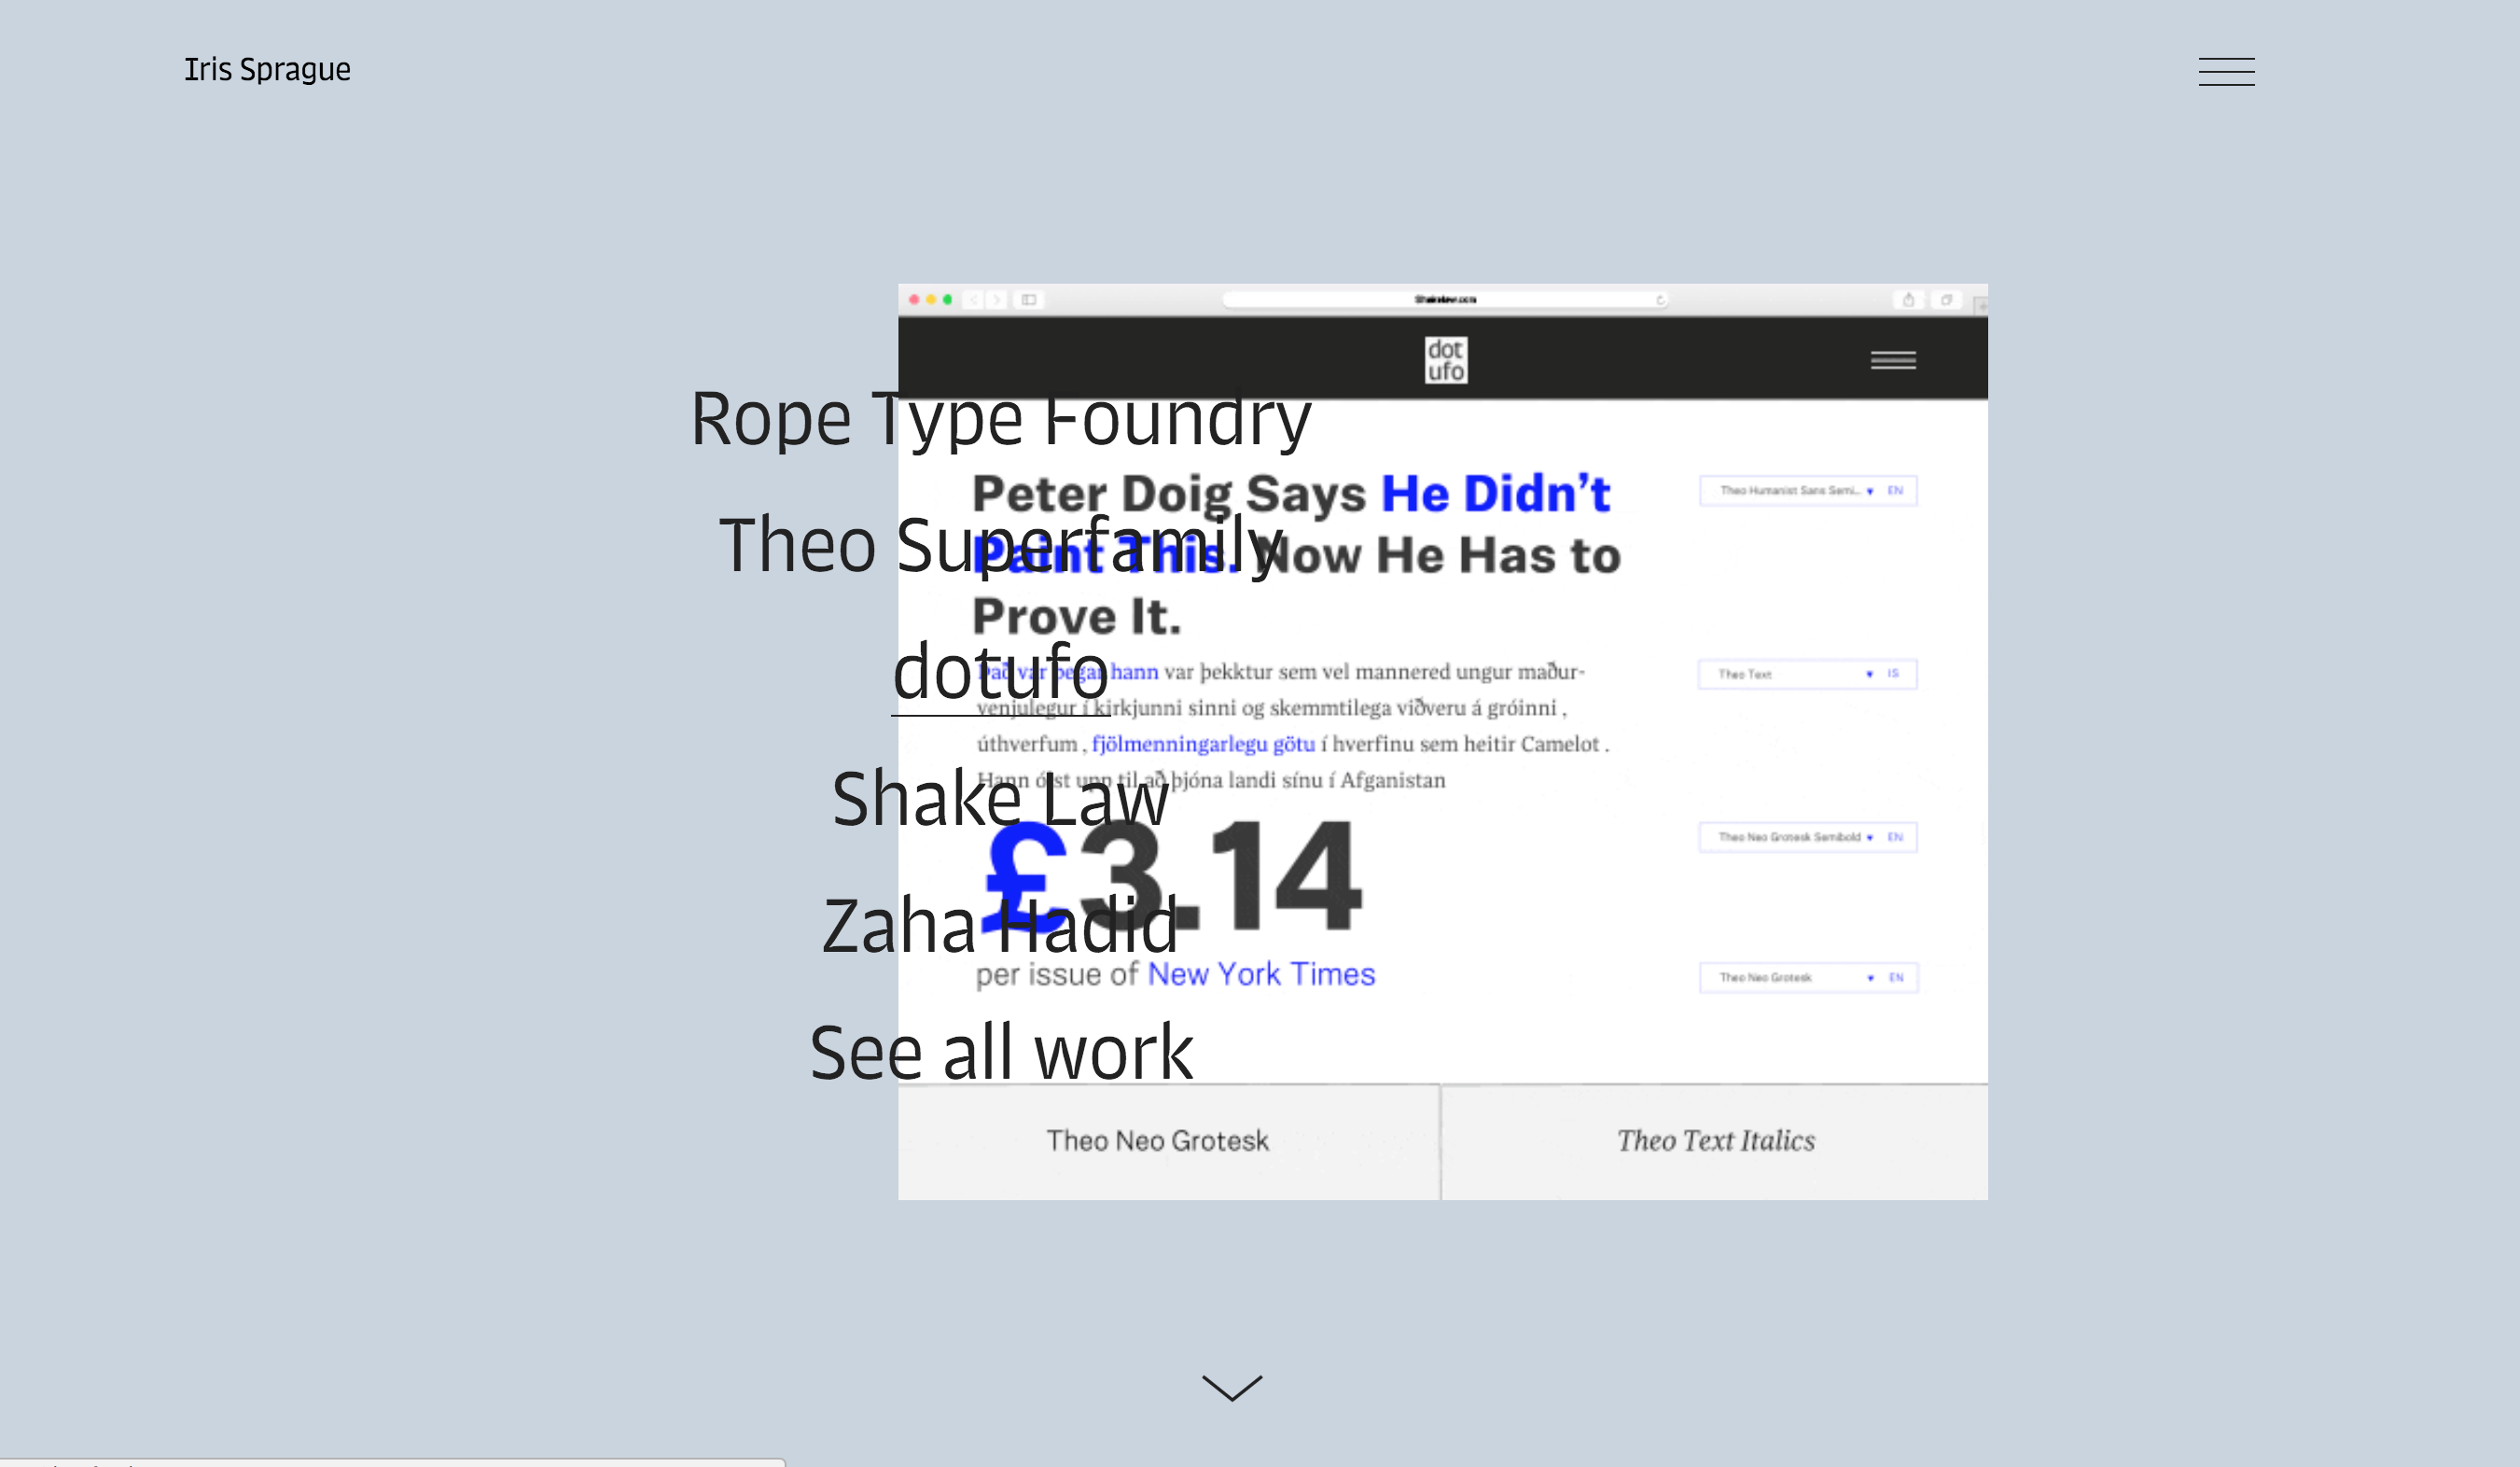 Iris Sprague
dot
ufo
Rope Type Foundry
Peter Doig Says He Didn’t
Theo Humanist Sans Semi... EN
Theo Superfamily
Paint This. Now He Has to
Prove It.
dotufo
Það var þegar hann var þekktur sem vel mannered ungur maður-
Theo Text IS
venjulegur í kirkjunni sinni og skemmtilega viðveru á gróinni ,
úthverfum , fjölmenningarlegu götu í hverfinu sem heitir Camelot .
Hann ólst upp til að þjóna landi sínu í Afganistan
Shake Law
£3.14
Theo Neo Grotesk Semibold EN
Zaha Hadid
per issue of New York Times
Theo Neo Grotesk EN
See all work
Theo Neo Grotesk
Theo Text Italics